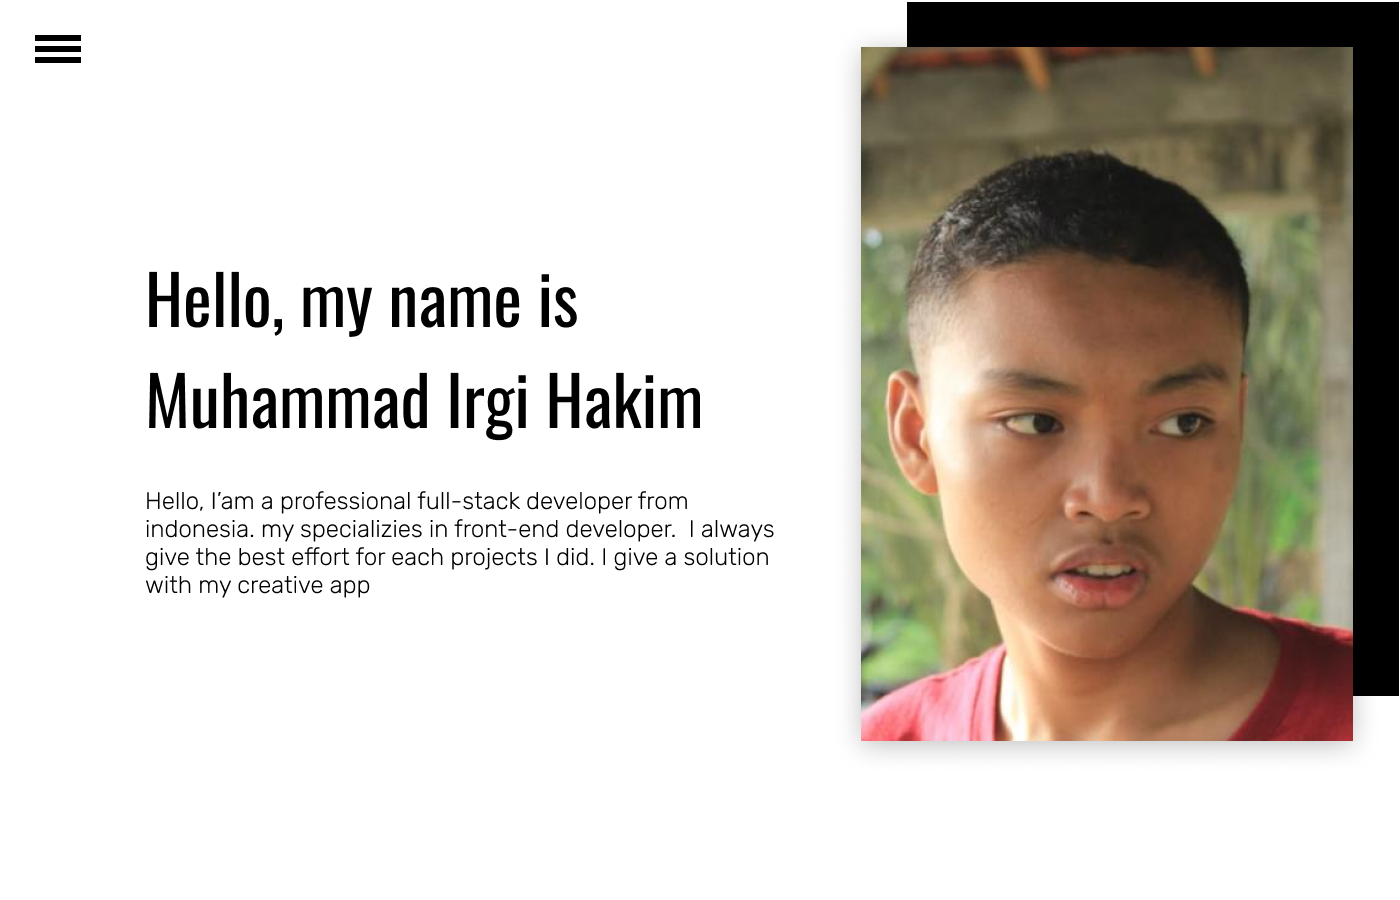 Hello, my name is
Muhammad Irgi Hakim
Hello, I’am a professional full-stack developer from
indonesia. my specializies in front-end developer.  I always
give the best effort for each projects I did. I give a solution
with my creative app